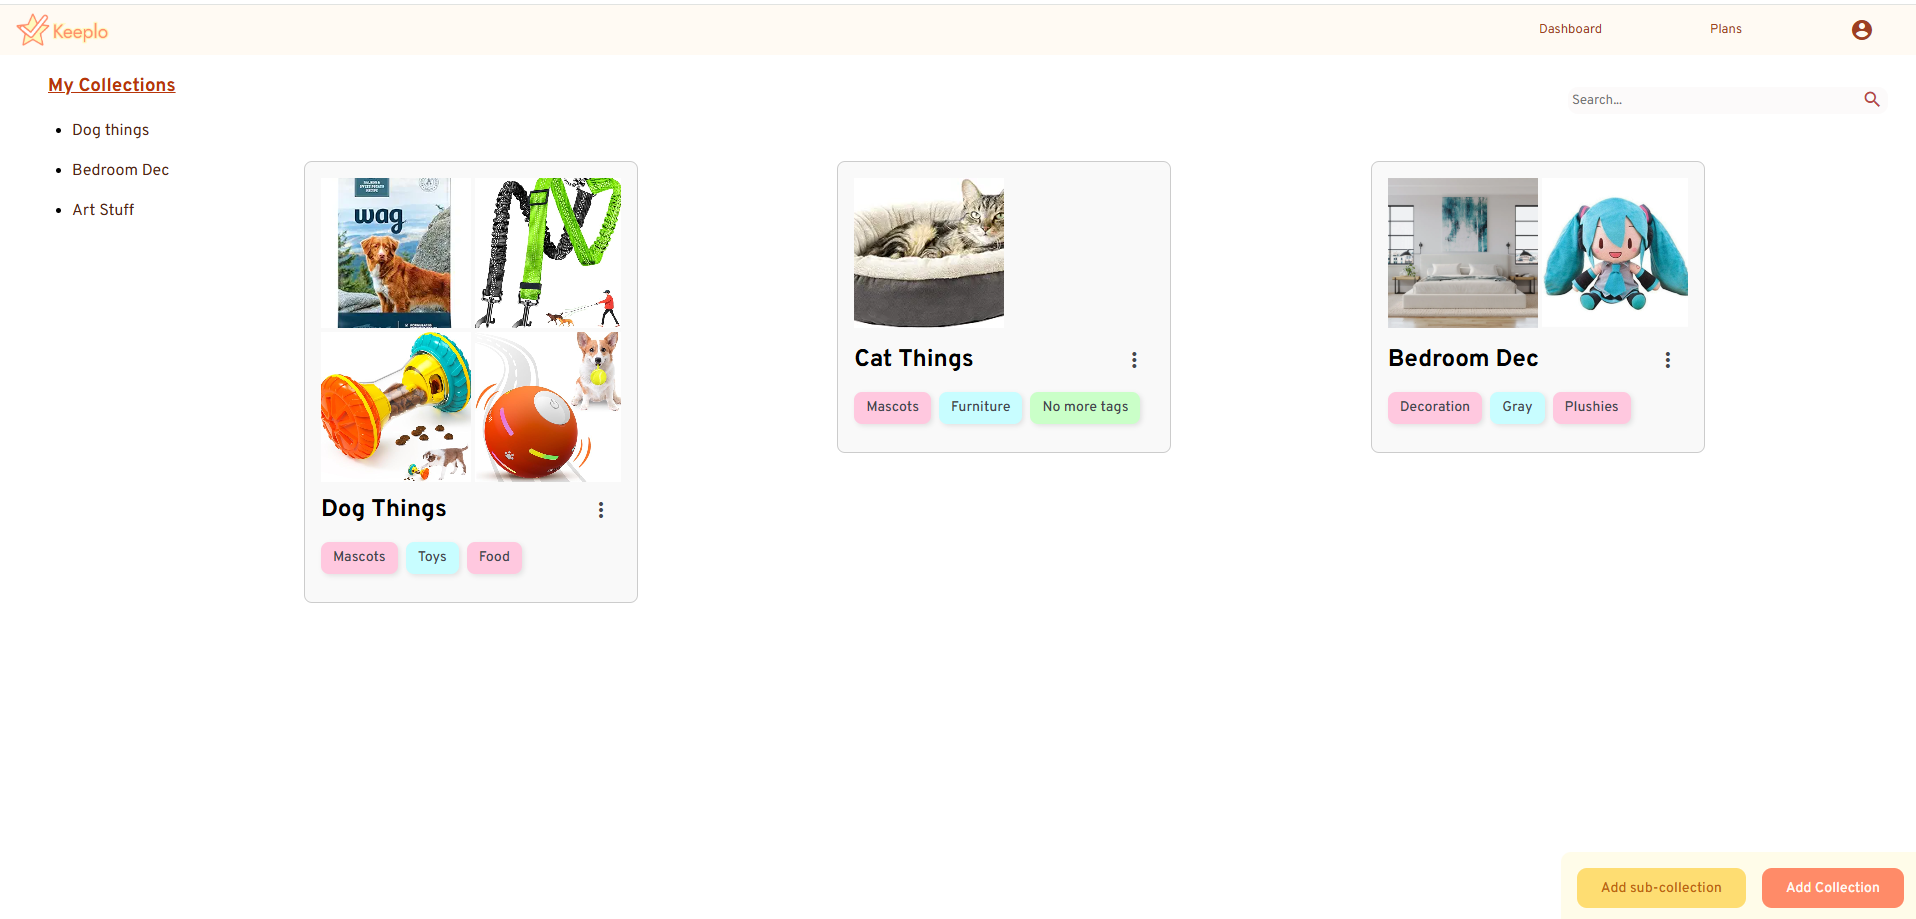 Keeplo
Dashboard
Plans
My Collections
Search...
Dog things
Bedroom Dec
Art Stuff
wag
Dog Things
Mascots
Toys
Food
Cat Things
Mascots
Furniture
No more tags
Bedroom Dec
Decoration
Gray
Plushies
Add sub-collection
Add Collection